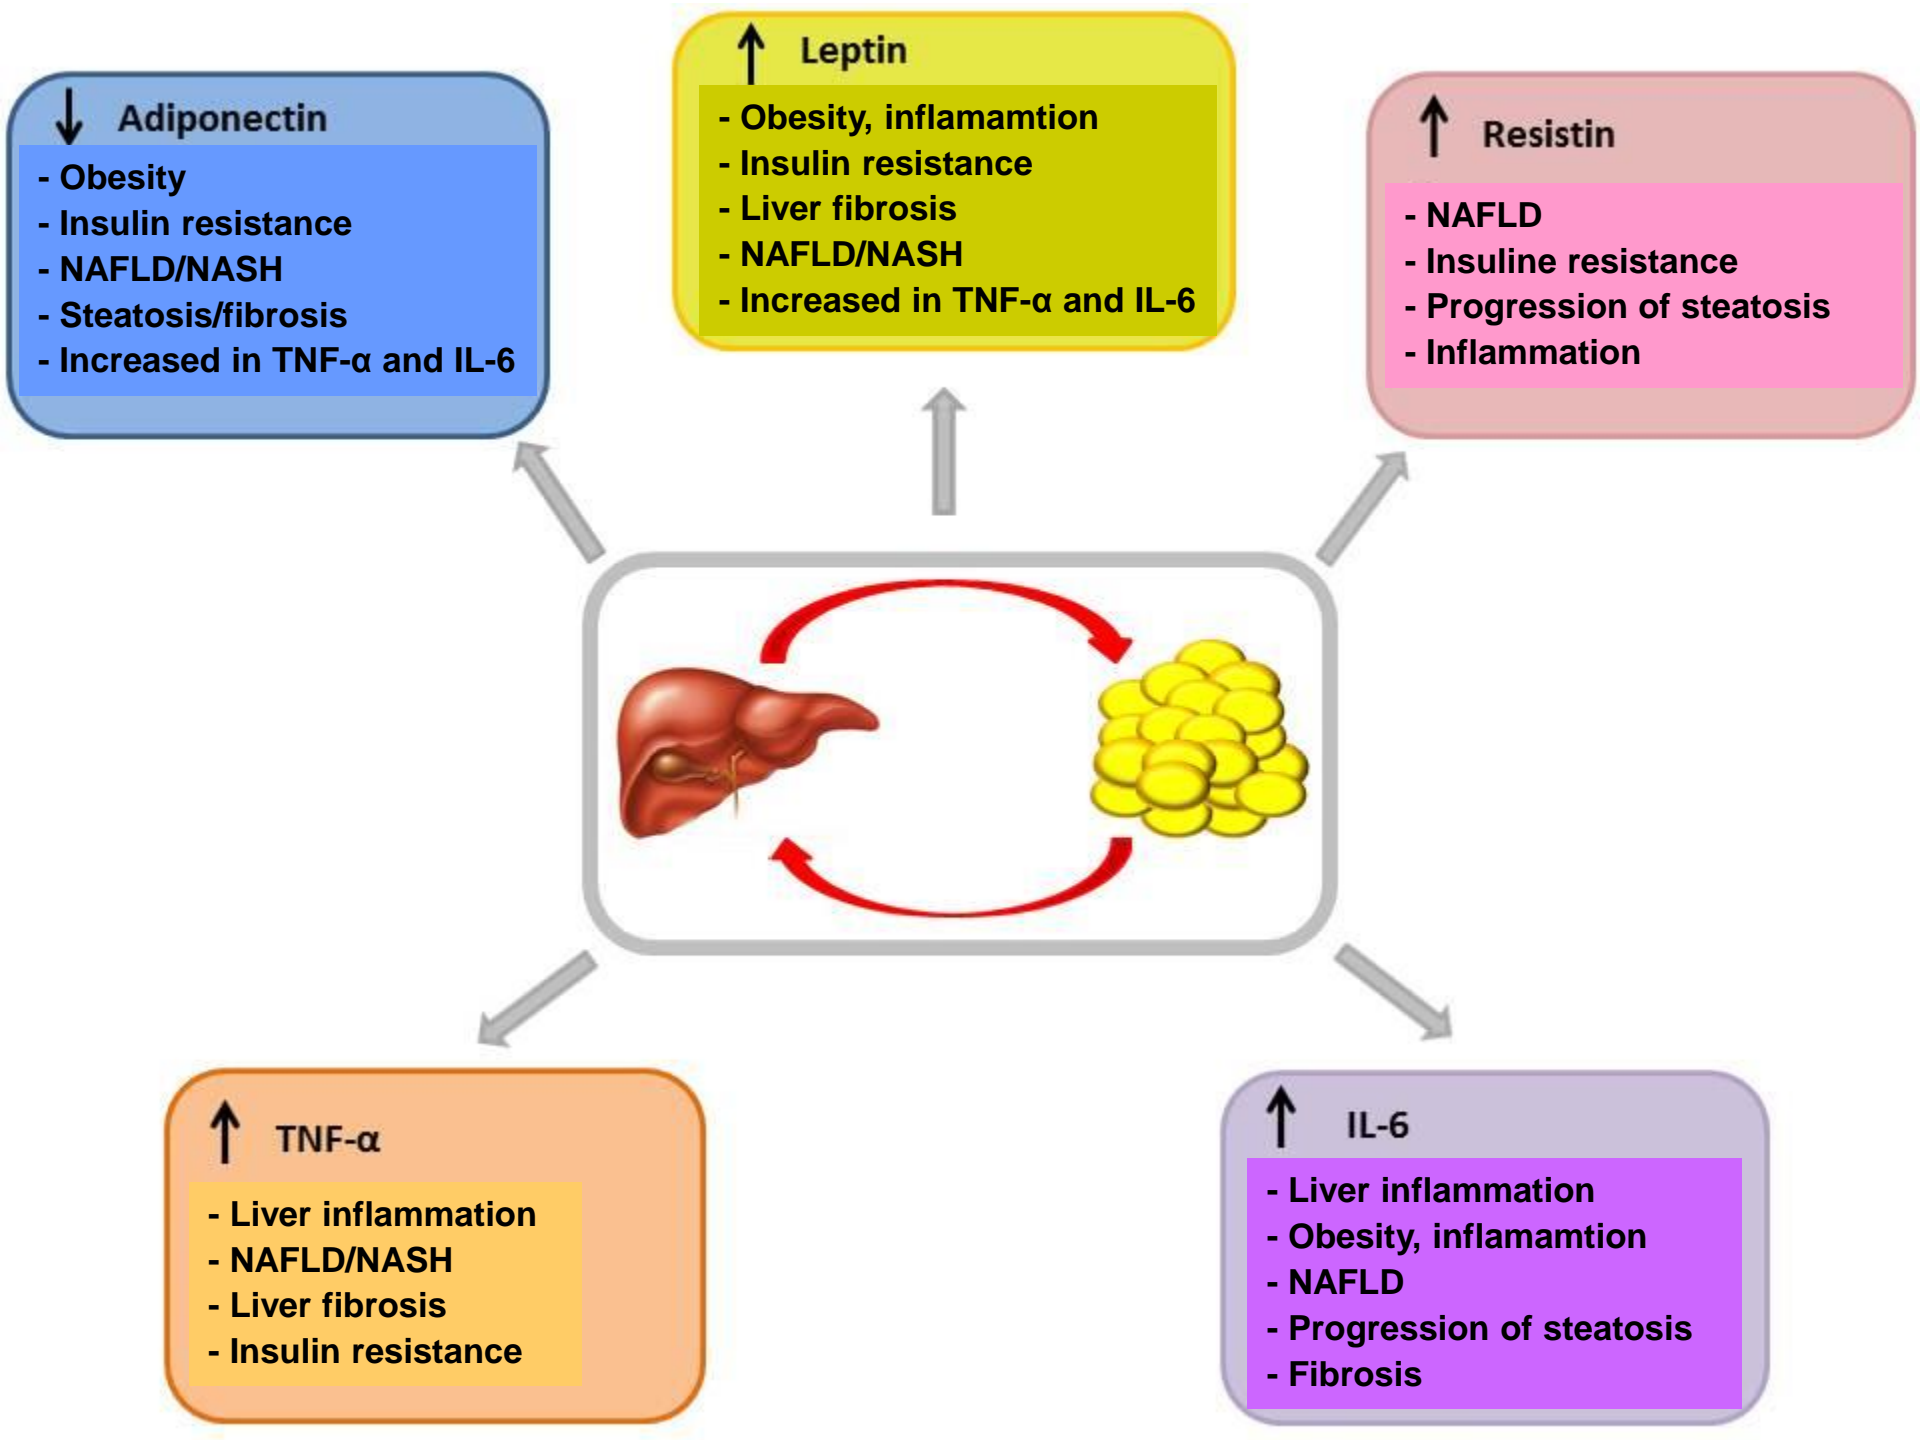 Adiponectin
- Obesity
- Insulin resistance
- NAFLD/NASH
- Steatosis/fibrosis
- Increased in TNF-α and IL-6
Leptin
- Obesity, inflamamtion
- Insulin resistance
- Liver fibrosis
- NAFLD/NASH
- Increased in TNF-α and IL-6
Resistin
- NAFLD
- Insuline resistance
- Progression of steatosis
- Inflammation
TNF-α
- Liver inflammation
- NAFLD/NASH
- Liver fibrosis
- Insulin resistance
IL-6
- Liver inflammation
- Obesity, inflamamtion
- NAFLD
- Progression of steatosis
- Fibrosis